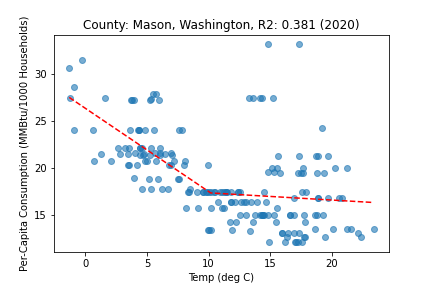 County: Mason, Washington, R2: 0.381 (2020)
Per-Capita Consumption (MMBtu/1000 Households)
30
25
20
15
0 5 10 15 20
Temp (deg C)